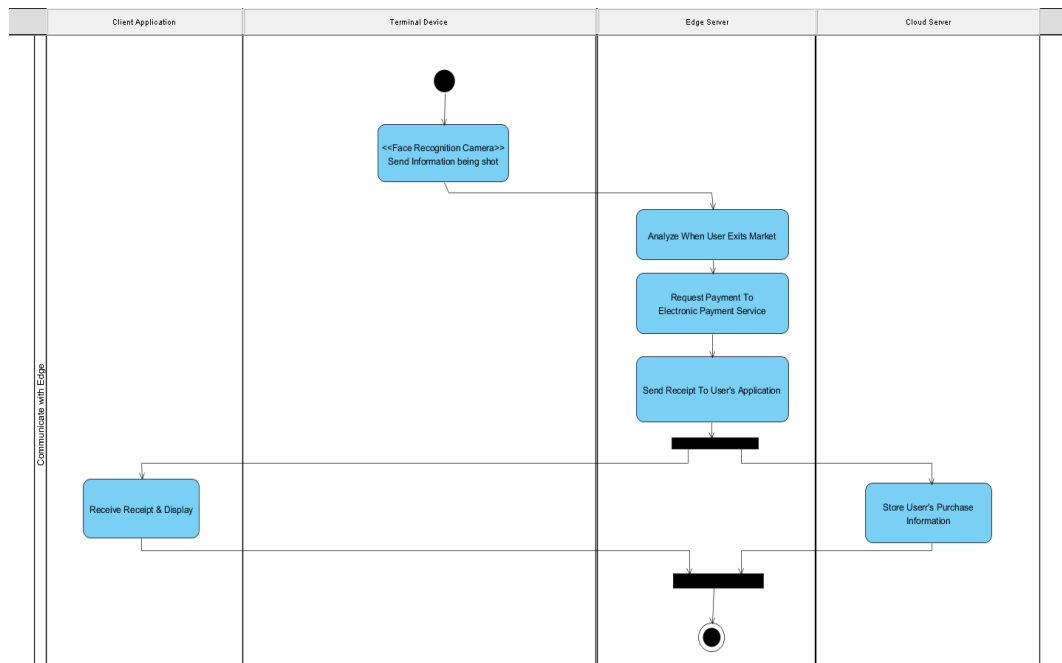 Client Application
Terminal Device
Edge Server
Cloud Server
Communicate with Edge
<<Face Recognition Camera>>
Send Information being shot
Analyze When User Exits Market
Request Payment To
Electronic Payment Service
Send Receipt To User's Application
Receive Receipt & Display
Store Userr's Purchase
Information